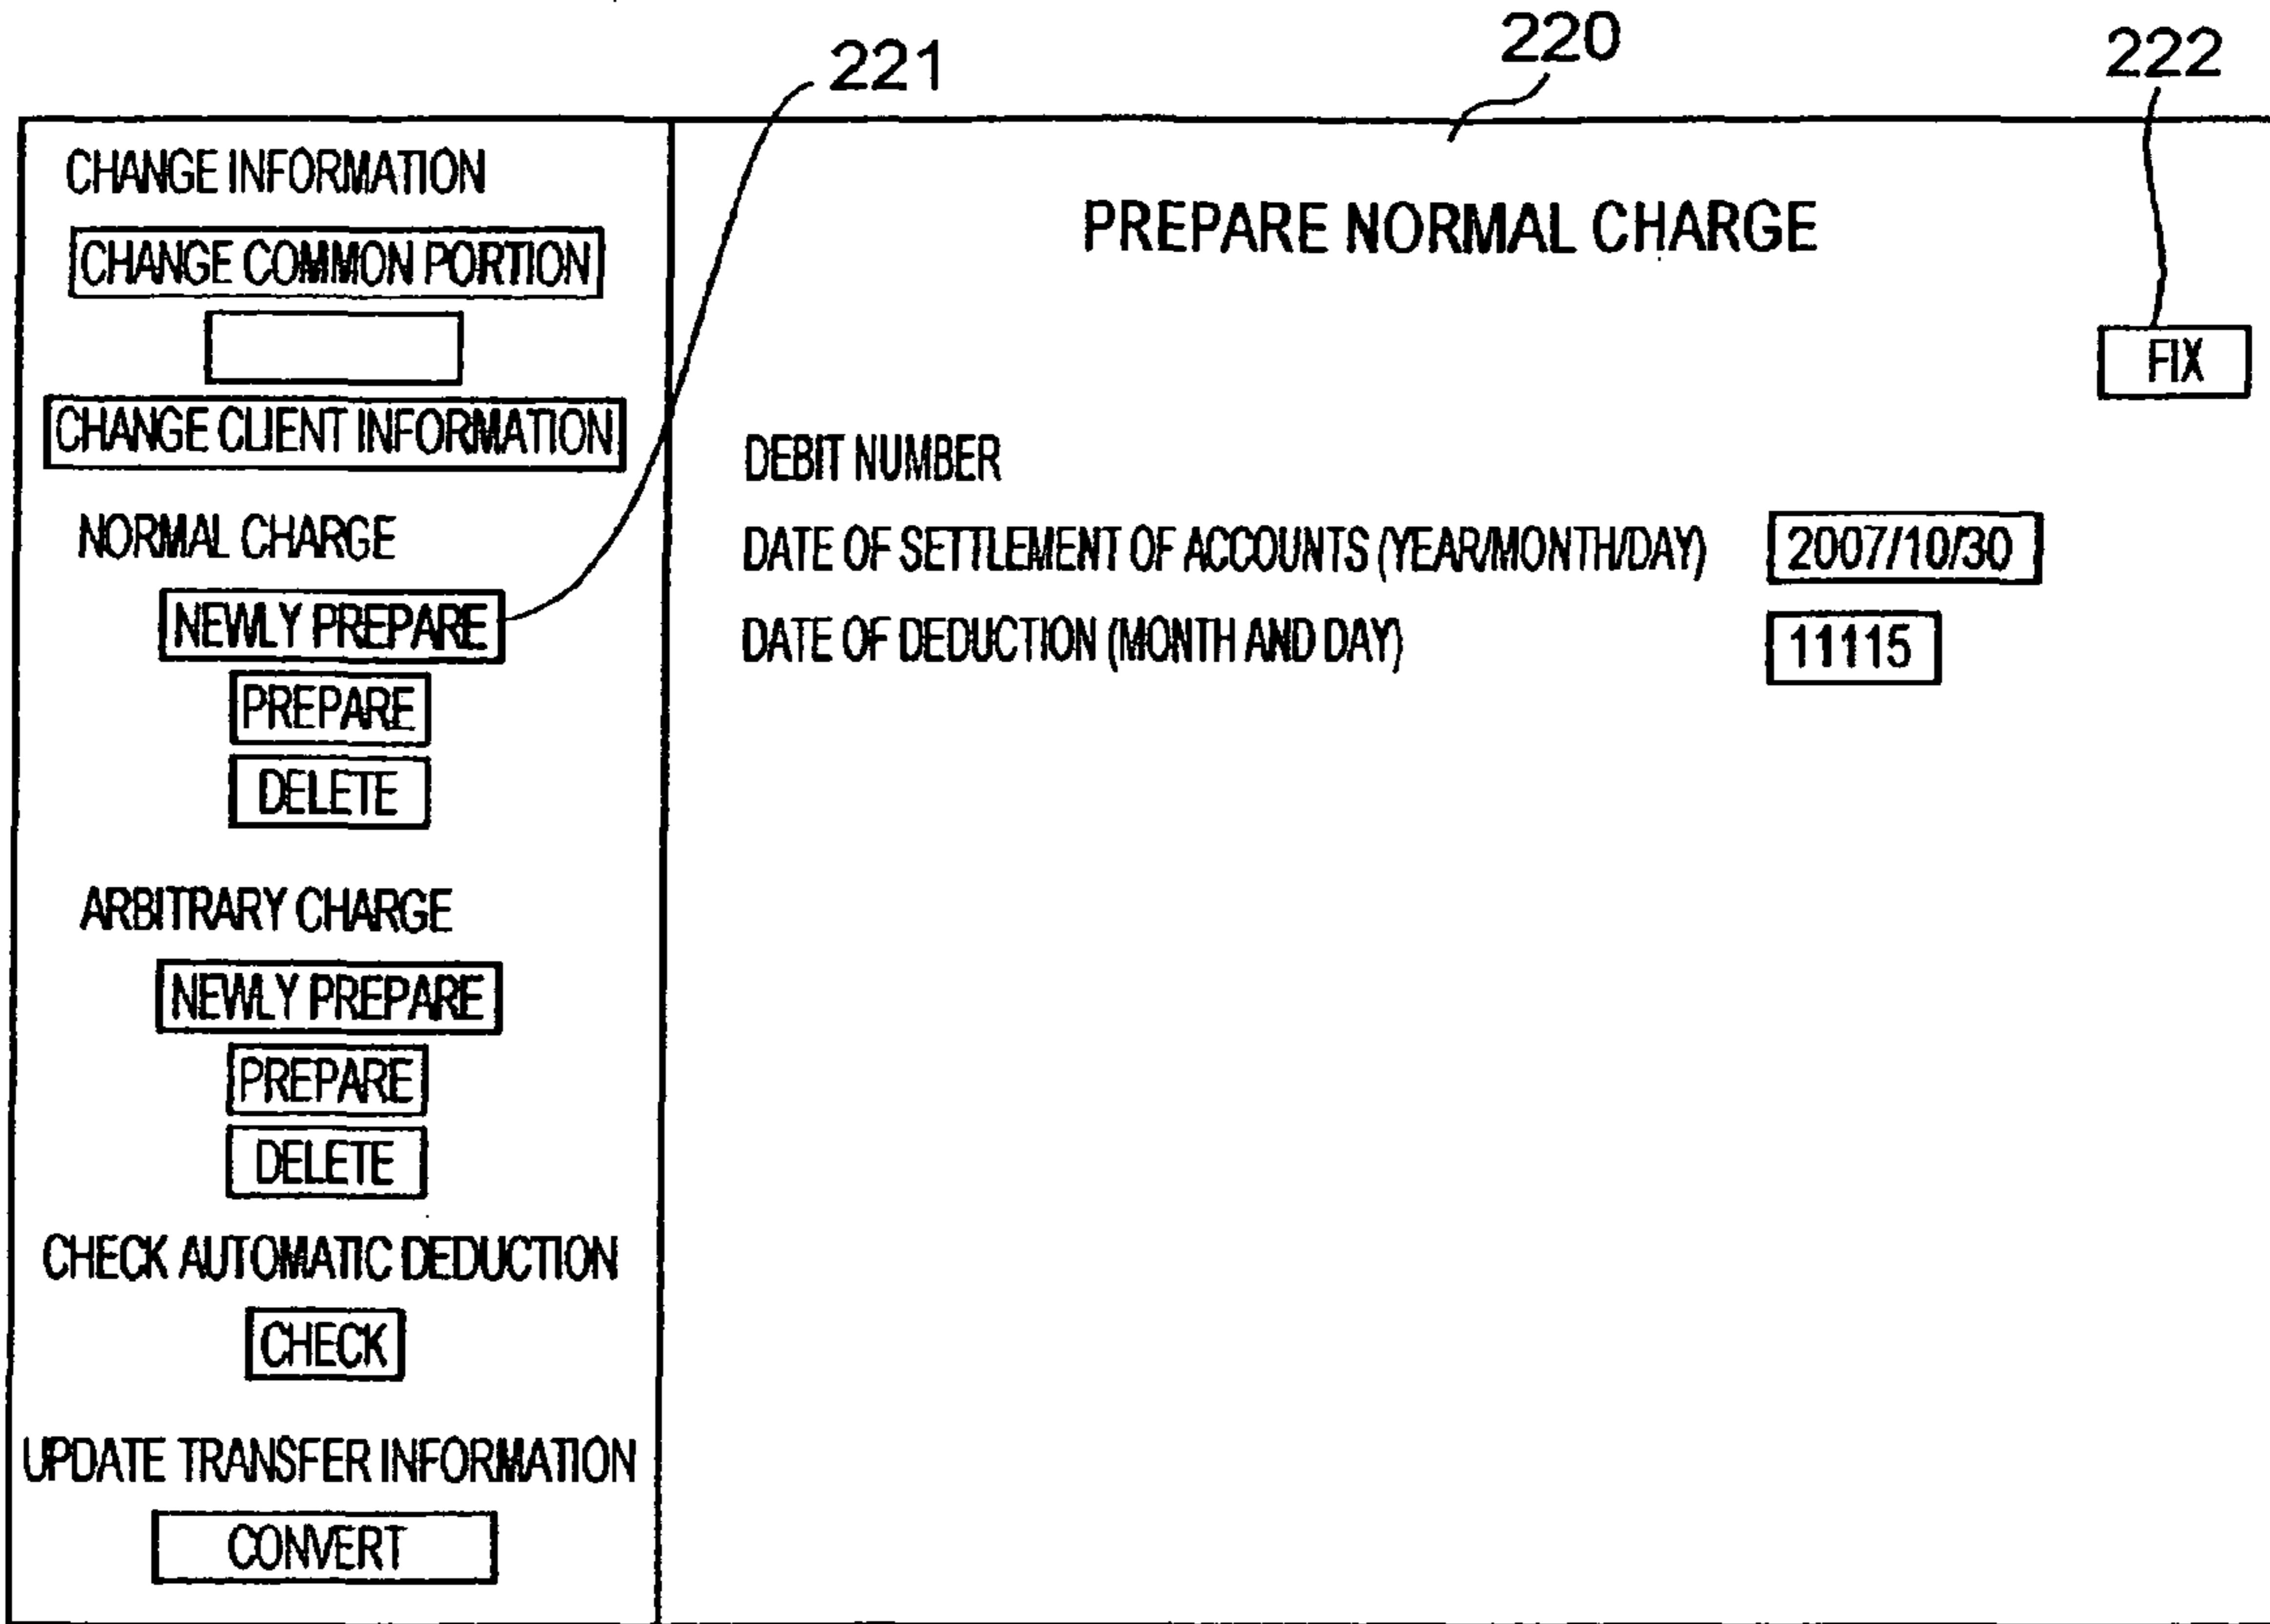 221
220
222
CHANGE INFORMATION
CHANGE COMMON PORTION
CHANGE CLIENT INFORMATION
NORMAL CHARGE
NEWLY PREPARE
PREPARE
DELETE
ARBITRARY CHARGE
NEWLY PREPARE
PREPARE
DELETE
CHECK AUTOMATIC DEDUCTION
CHECK
UPDATE TRANSFER INFORMATION
CONVERT
PREPARE NORMAL CHARGE
FIX
DEBIT NUMBER
DATE OF SETTLEMENT OF ACCOUNTS (YEAR/MONTH/DAY) 2007/10/30
DATE OF DEDUCTION (MONTH AND DAY) 11115